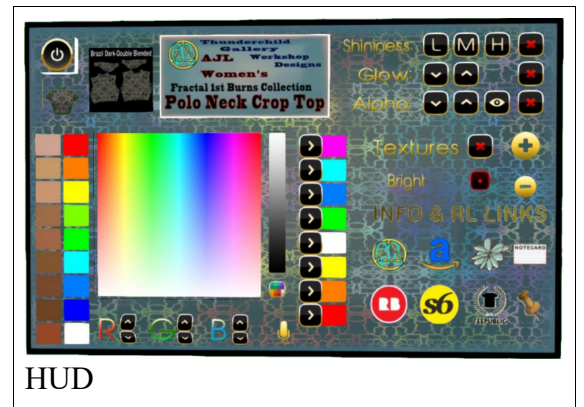 Brazil Dark-Double Blended
Thunderchild
Gallery
AJL Workshop
Designs
Women's
Fractal 1st Burns Collection
Polo Neck Crop Top
Shininess: L M H
Glow:
Alpha:
Textures
Bright
INFO & RL LINKS
a
NOTECARD
RB
s6
TEEPUBLIC
R G B
HUD